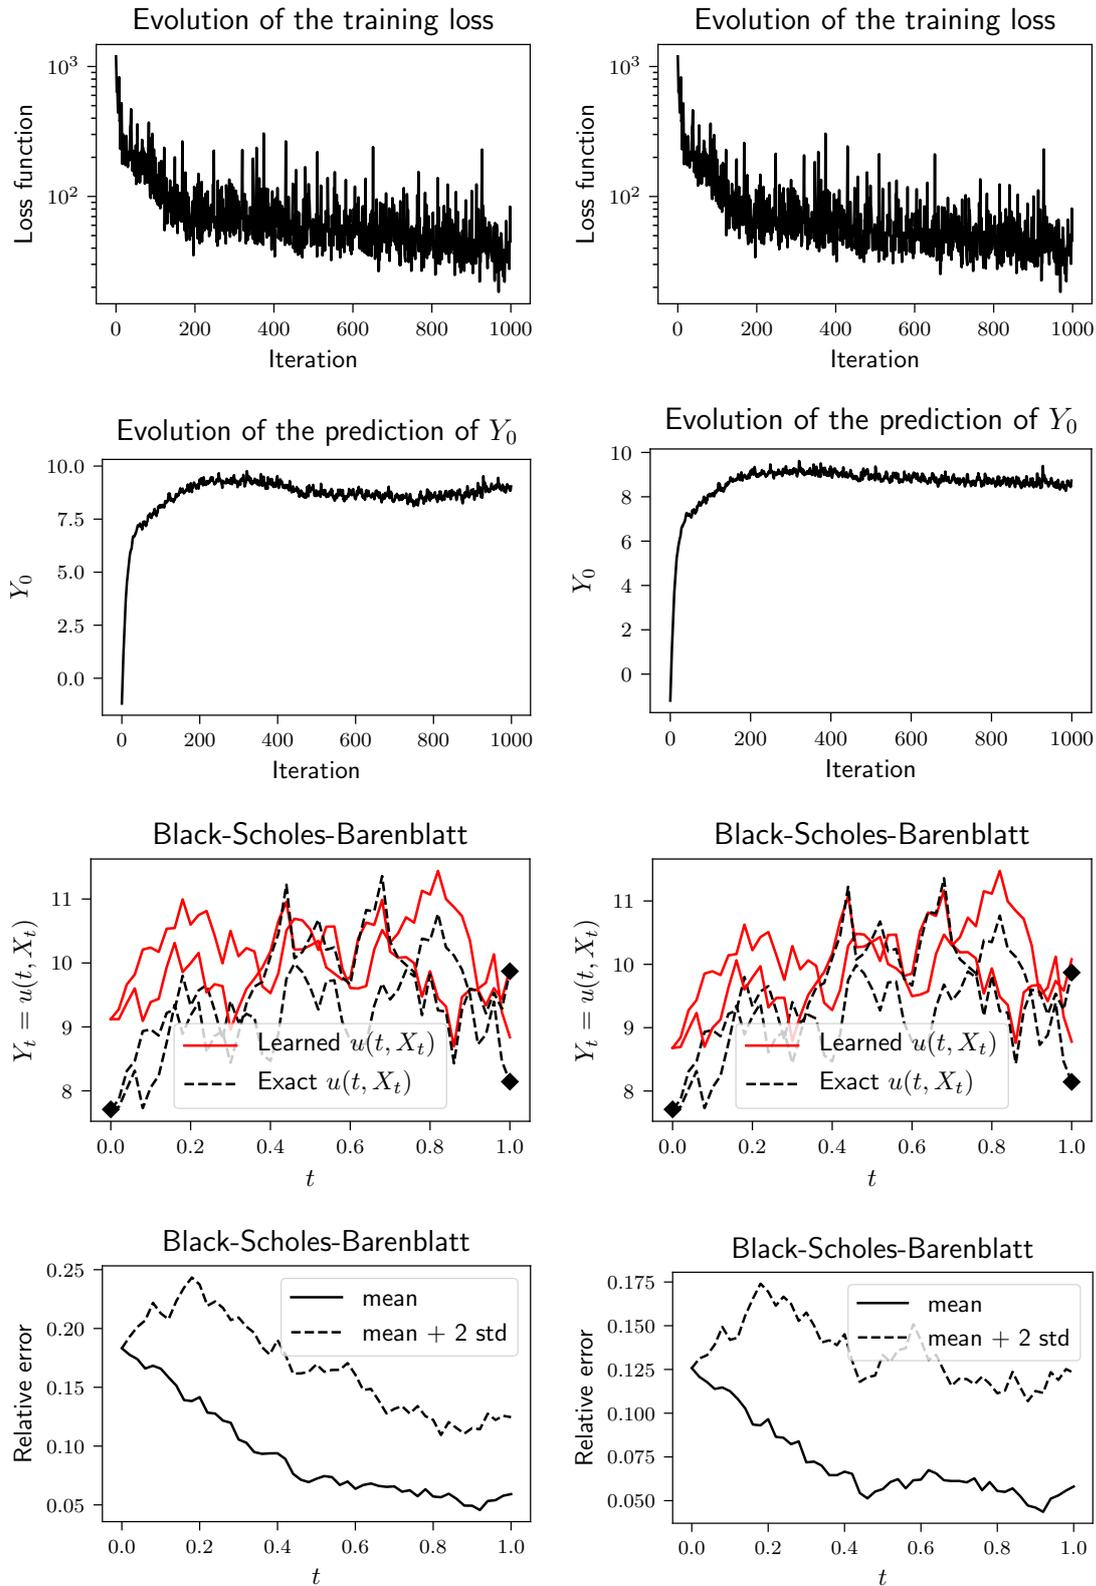 Evolution of the training loss
Loss function
10³
10²
0 200 400 600 800 1000
Iteration
Evolution of the training loss
Loss function
10³
10²
0 200 400 600 800 1000
Iteration
Evolution of the prediction of Y₀
Y₀
10.0
7.5
5.0
2.5
0.0
0 200 400 600 800 1000
Iteration
Evolution of the prediction of Y₀
Y₀
10
8
6
4
2
0
0 200 400 600 800 1000
Iteration
Black-Scholes-Barenblatt
Yₜ = u(t, Xₜ)
11
10
9
8
Learned u(t, Xₜ)
Exact u(t, Xₜ)
0.0 0.2 0.4 0.6 0.8 1.0
t
Black-Scholes-Barenblatt
Yₜ = u(t, Xₜ)
11
10
9
8
Learned u(t, Xₜ)
Exact u(t, Xₜ)
0.0 0.2 0.4 0.6 0.8 1.0
t
Black-Scholes-Barenblatt
Relative error
0.25
0.20
0.15
0.10
0.05
mean
mean + 2 std
0.0 0.2 0.4 0.6 0.8 1.0
t
Black-Scholes-Barenblatt
Relative error
0.175
0.150
0.125
0.100
0.075
0.050
mean
mean + 2 std
0.0 0.2 0.4 0.6 0.8 1.0
t